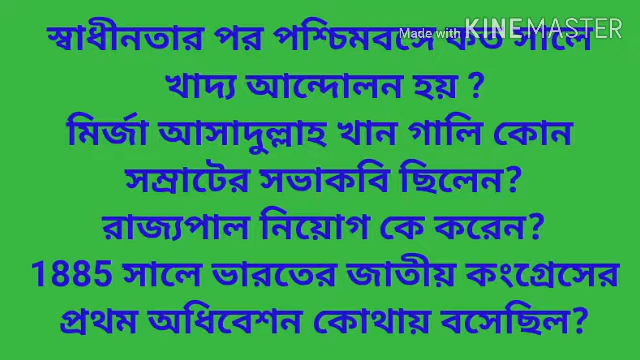 স্বাধীনতার পর পশ্চিমবঙ্গে কত সালে
Made with KINEMASTER
খাদ্য আন্দোলন হয় ?
মির্জা আসাদুল্লাহ খান গালি কোন
সম্রাটের সভাকবি ছিলেন?
রাজ্যপাল নিয়োগ কে করেন?
1885 সালে ভারতের জাতীয় কংগ্রেসের
প্রথম অধিবেশন কোথায় বসেছিল?